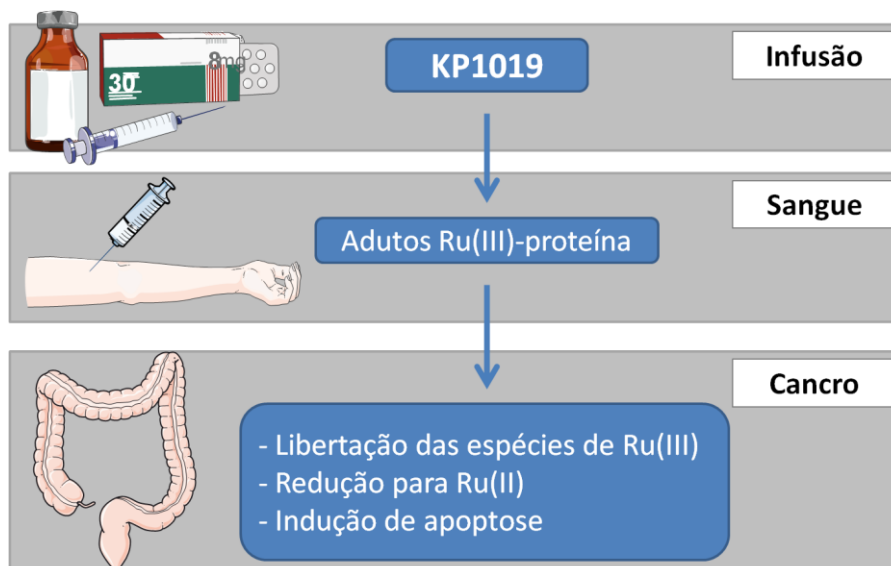 KP1019
Infusão
8mg
30
Sangue
Adutos Ru(III)-proteína
Cancro
- Libertação das espécies de Ru(III)
- Redução para Ru(II)
- Indução de apoptose